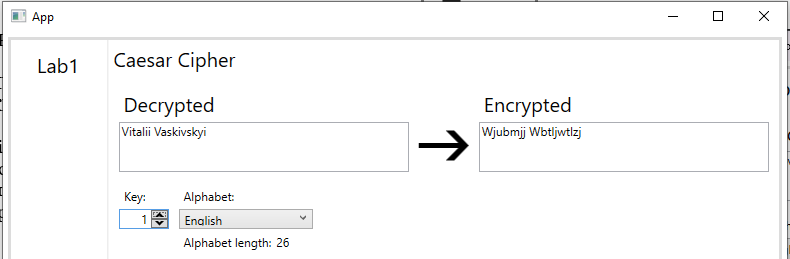 App
Lab1
Caesar Cipher
Decrypted
Encrypted
Vitalii Vaskivskyi
Wjubmjj Wbtljwtlzj
Key:
Alphabet:
1
English
Alphabet length: 26